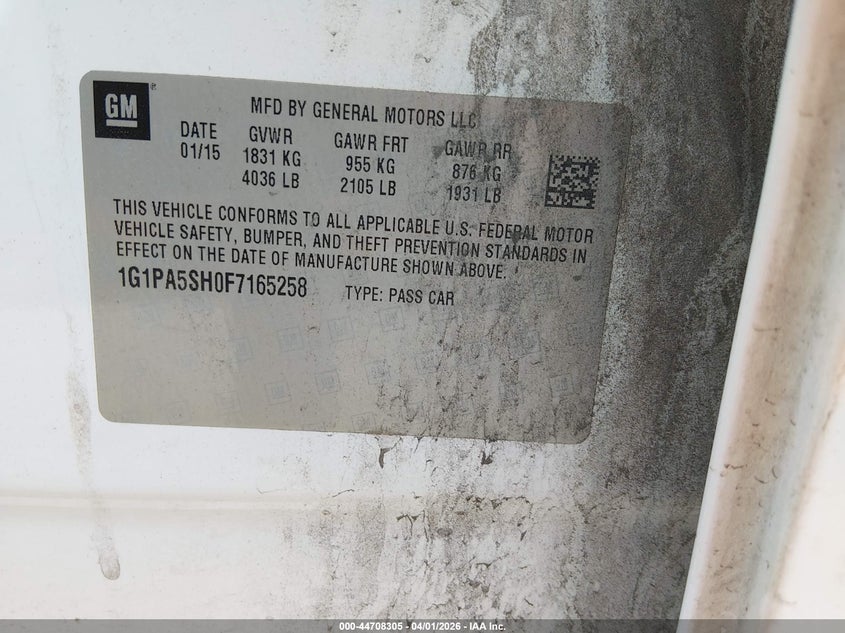 GM®
MFD BY GENERAL MOTORS LLC
DATE GVWR GAWR FRT GAWR RR
01/15 1831 KG 955 KG 876 KG
4036 LB 2105 LB 1931 LB
THIS VEHICLE CONFORMS TO ALL APPLICABLE U.S. FEDERAL MOTOR
VEHICLE SAFETY, BUMPER, AND THEFT PREVENTION STANDARDS IN
EFFECT ON THE DATE OF MANUFACTURE SHOWN ABOVE.
1G1PA5SH0F7165258 TYPE: PASS CAR
000-44708305 - 04/01/2026 - IAA Inc.